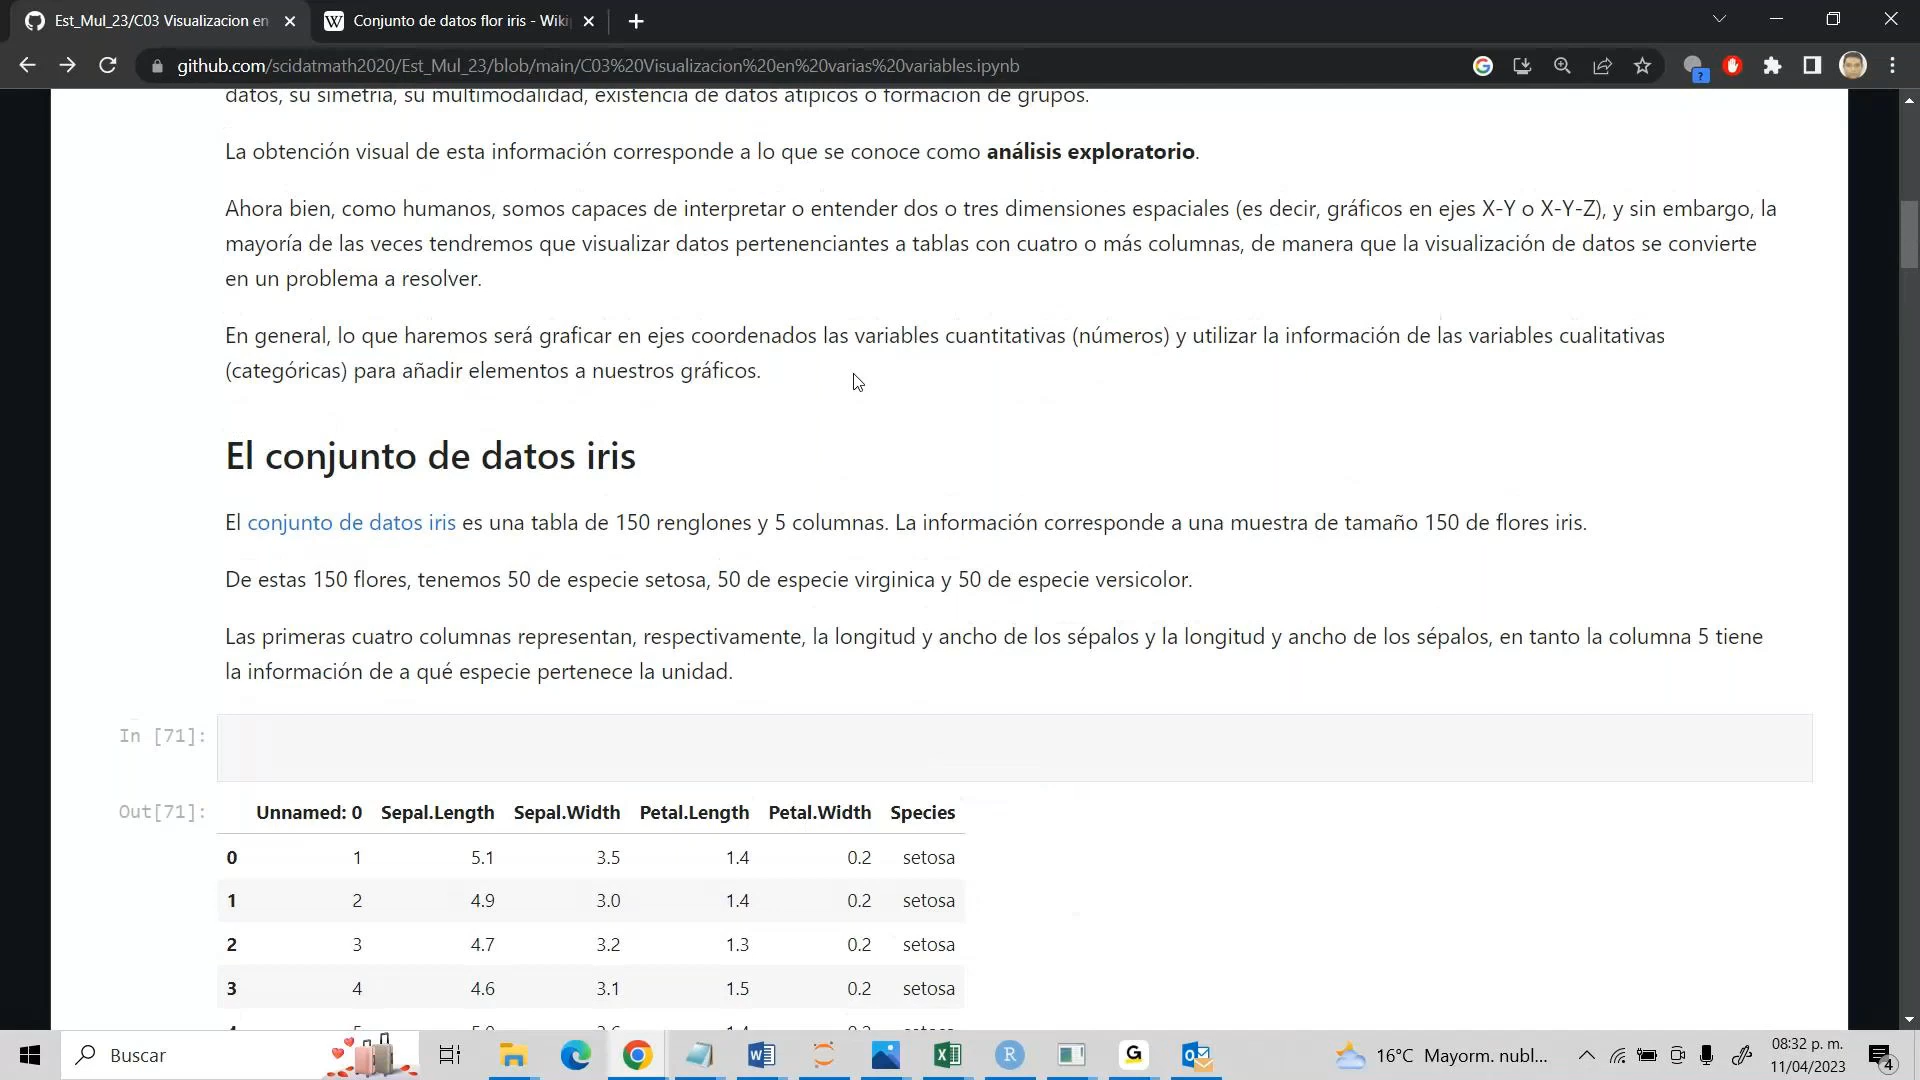 Est_Mul_23/C03 Visualizacion en
Conjunto de datos flor iris - Wiki
github.com/scidatmath2020/Est_Mul_23/blob/main/C03%20Visualizacion%20en%20varias%20variables.ipynb
datos, su simetría, su multimodalidad, existencia de datos atípicos o formación de grupos.
La obtención visual de esta información corresponde a lo que se conoce como análisis exploratorio.
Ahora bien, como humanos, somos capaces de interpretar o entender dos o tres dimensiones espaciales (es decir, gráficos en ejes X-Y o X-Y-Z), y sin embargo, la
mayoría de las veces tendremos que visualizar datos pertenenciantes a tablas con cuatro o más columnas, de manera que la visualización de datos se convierte
en un problema a resolver.
En general, lo que haremos será graficar en ejes coordenados las variables cuantitativas (números) y utilizar la información de las variables cualitativas
(categóricas) para añadir elementos a nuestros gráficos.
El conjunto de datos iris
El conjunto de datos iris es una tabla de 150 renglones y 5 columnas. La información corresponde a una muestra de tamaño 150 de flores iris.
De estas 150 flores, tenemos 50 de especie setosa, 50 de especie virginica y 50 de especie versicolor.
Las primeras cuatro columnas representan, respectivamente, la longitud y ancho de los sépalos y la longitud y ancho de los sépalos, en tanto la columna 5 tiene
la información de a qué especie pertenece la unidad.
In [71]:
Out[71]:
Unnamed: 0 Sepal.Length Sepal.Width Petal.Length Petal.Width Species
0 1 5.1 3.5 1.4 0.2 setosa
1 2 4.9 3.0 1.4 0.2 setosa
2 3 4.7 3.2 1.3 0.2 setosa
3 4 4.6 3.1 1.5 0.2 setosa
Buscar
16°C Mayorm. nubl...
08:32 p. m.
11/04/2023
4